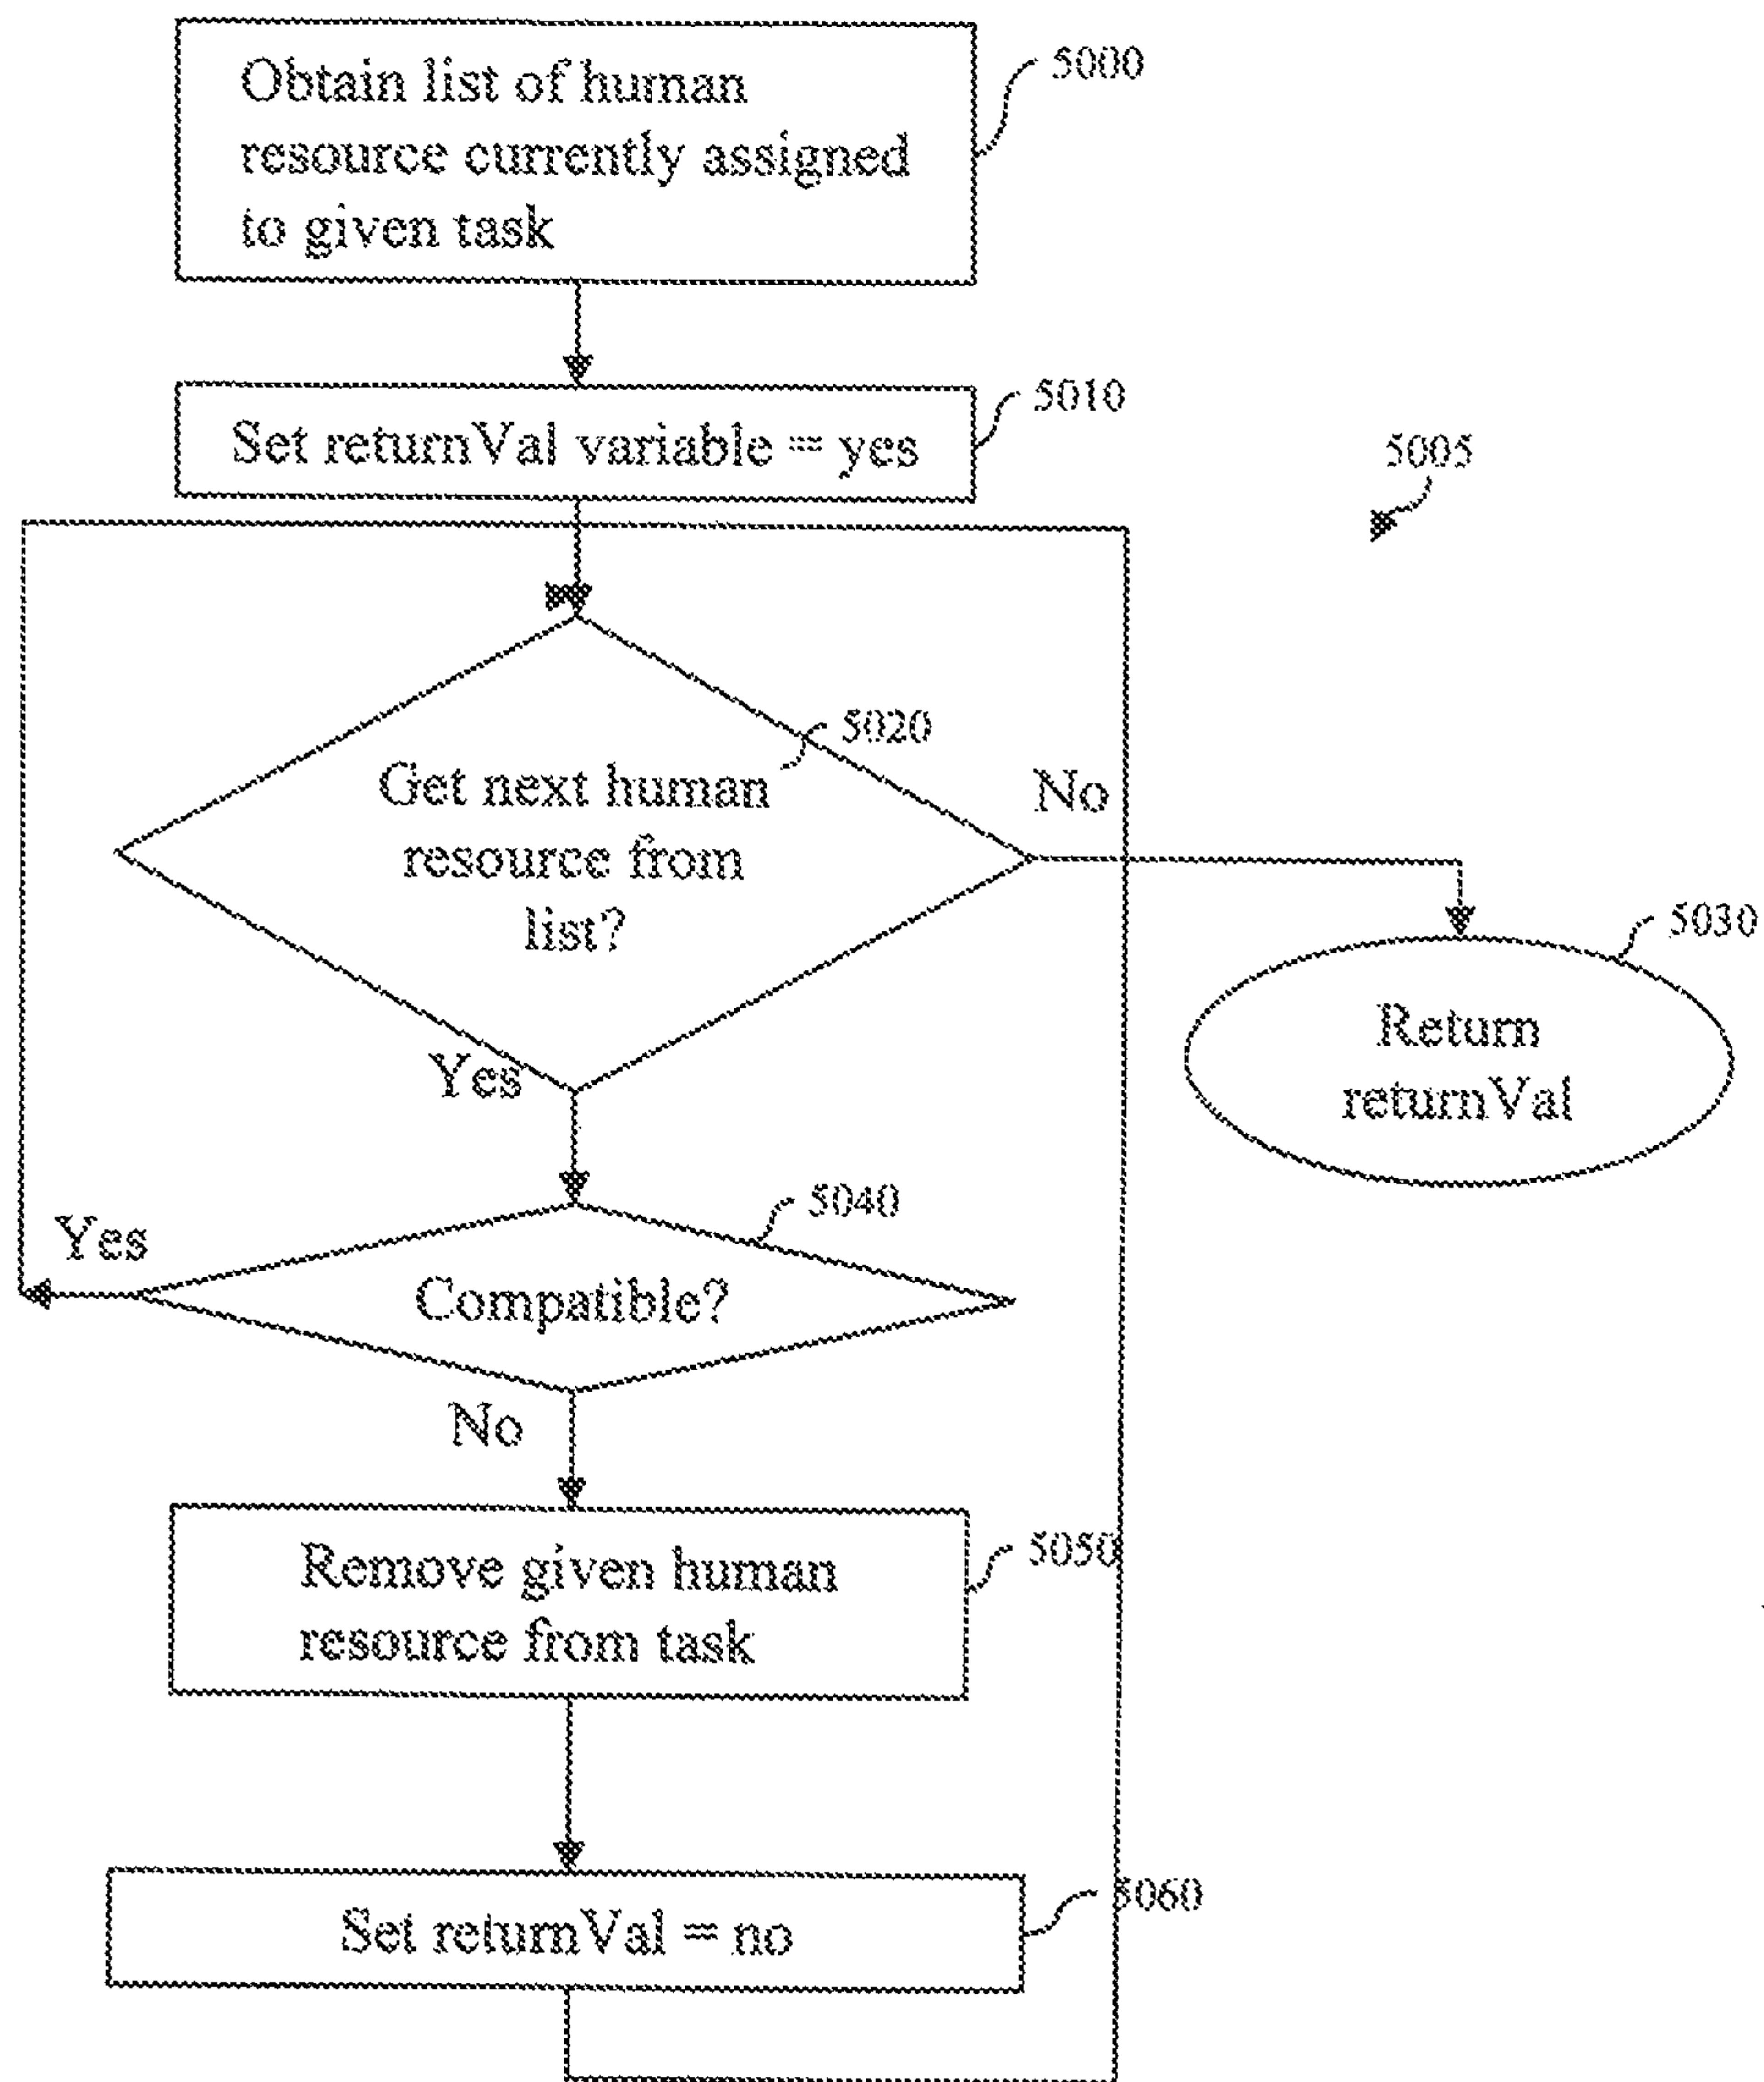 Obtain list of human
resource currently assigned
to given task
5000
Set returnVal variable = yes
5010
5005
Get next human
resource from
list?
5020
No
Yes
Return
returnVal
5030
Compatible?
5040
Yes
No
Remove given human
resource from task
5050
Set returnVal = no
5060